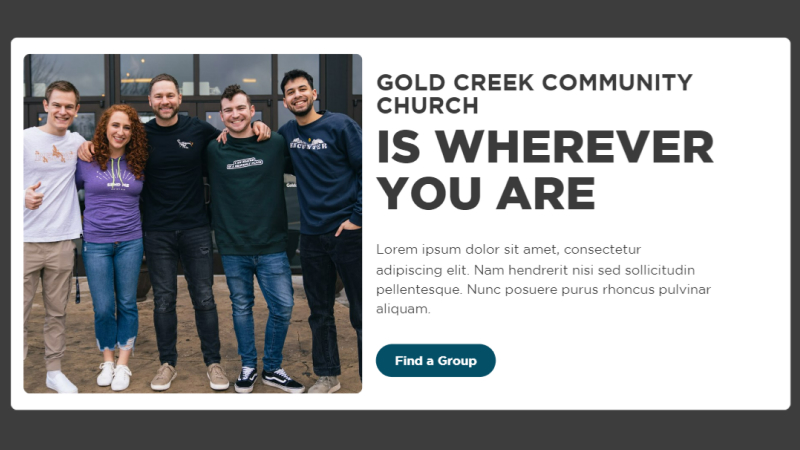 GOLD CREEK COMMUNITY
CHURCH
IS WHEREVER
YOU ARE
Lorem ipsum dolor sit amet, consectetur
adipiscing elit. Nam hendrerit nisi sed sollicitudin
pellentesque. Nunc posuere purus rhoncus pulvinar
aliquam.
Find a Group